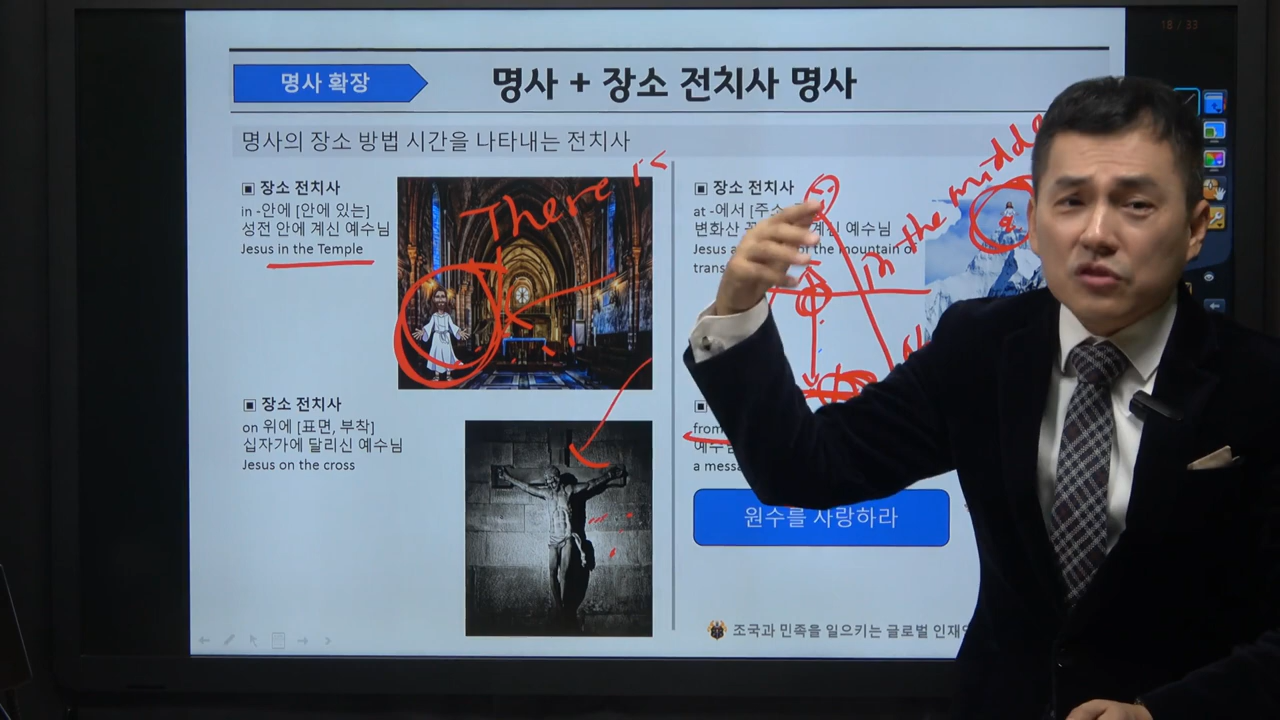 18 / 33
명사 확장
명사 + 장소 전치사 명사
명사의 장소 방법 시간을 나타내는 전치사
▣ 장소 전치사
in -안에 [안에 있는]
성전 안에 계신 예수님
Jesus in the Temple
There is
▣ 장소 전치사
on 위에 [표면, 부착]
십자가에 달리신 예수님
Jesus on the cross
▣ 장소 전치사
at -에서
변화산 계신 예수님
Jesus the mountain
in the middle
from
a
원수를 사랑하라
조국과 민족을 일으키는 글로벌